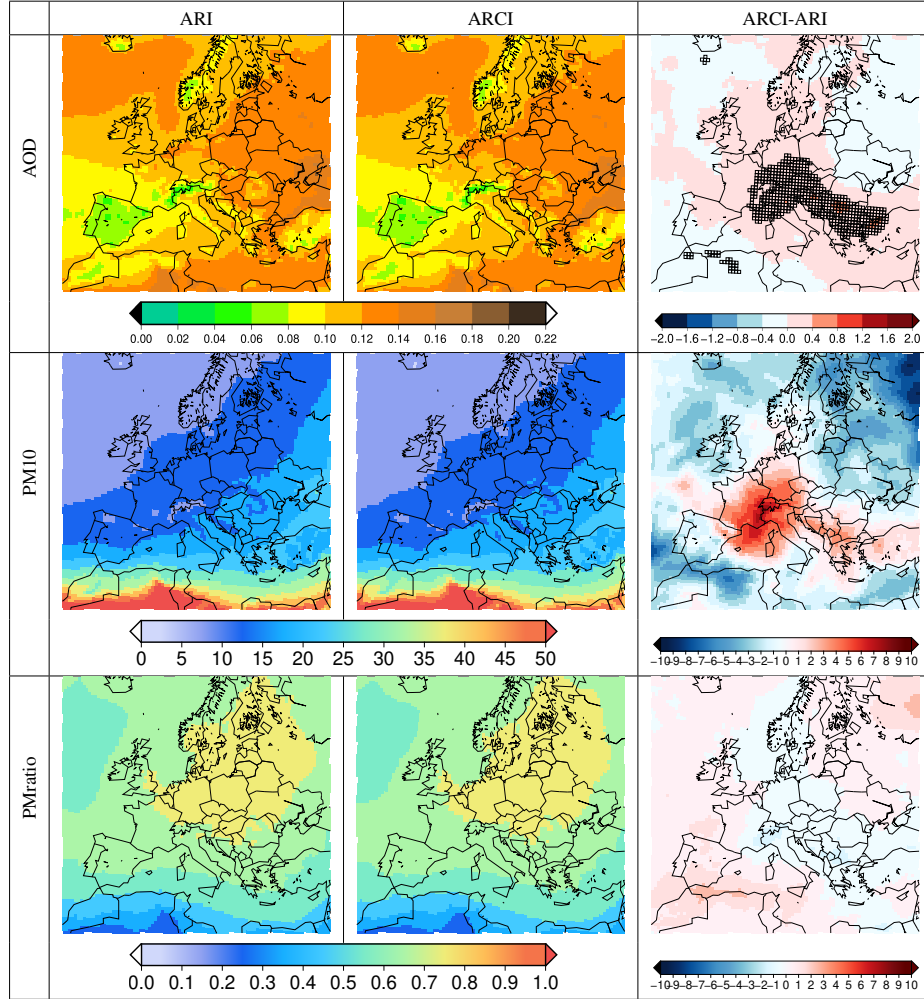 ARI ARCI ARCI-ARI
AOD
0.00 0.02 0.04 0.06 0.08 0.10 0.12 0.14 0.16 0.18 0.20 0.22
−2.0 −1.6 −1.2 −0.8 −0.4 0.0 0.4 0.8 1.2 1.6 2.0
PM10
0 5 10 15 20 25 30 35 40 45 50
−10−9 −8 −7 −6 −5 −4 −3 −2 −1 0 1 2 3 4 5 6 7 8 9 10
PMratio
0.0 0.1 0.2 0.3 0.4 0.5 0.6 0.7 0.8 0.9 1.0
−10−9 −8 −7 −6 −5 −4 −3 −2 −1 0 1 2 3 4 5 6 7 8 9 10